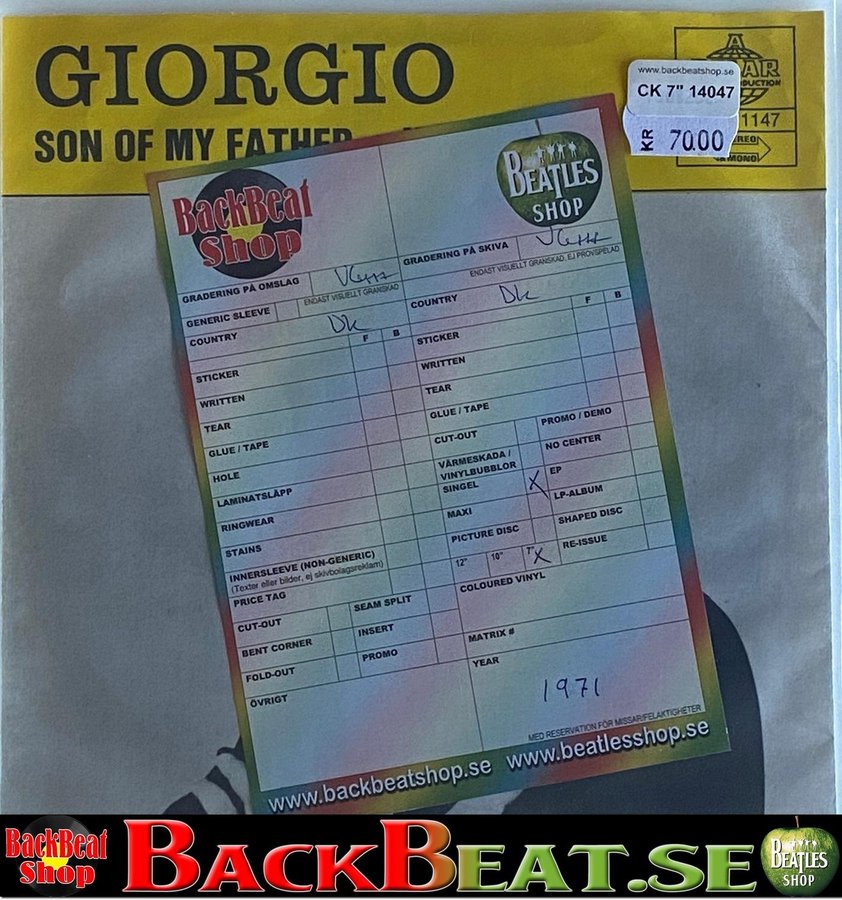 GIORGIO
SON OF MY FATHER
www.backbeatshop.se
CK 7" 14047
KR 70.00
1147
BackBeat
Shop
BEATLES
SHOP
GRADERING PÅ OMSLAG
ENDAST VISUELLT GRANSKAD
GENERIC SLEEVE
COUNTRY DK
F B
STICKER
WRITTEN
TEAR
GLUE / TAPE
HOLE
LAMINATSLÄPP
RINGWEAR
STAINS
INNERSLEEVE (NON-GENERIC)
(Texter eller bilder, ej skivbolagsreklam)
PRICE TAG
CUT-OUT
SEAM SPLIT
BENT CORNER
INSERT
FOLD-OUT
PROMO
ÖVRIGT
GRADERING PÅ SKIVA
ENDAST VISUELLT GRANSKAD, EJ PROVSPELAD
COUNTRY DK
F B
STICKER
WRITTEN
TEAR
GLUE / TAPE
CUT-OUT
PROMO / DEMO
VÄRMESKADA /
VINYLBUBBLOR
NO CENTER
SINGEL X
EP
MAXI
LP-ALBUM
PICTURE DISC
SHAPED DISC
12" 10" 7" X
RE-ISSUE
COLOURED VINYL
MATRIX #
YEAR
1971
MED RESERVATION FÖR MISSAR/FELAKTIGHETER
www.backbeatshop.se www.beatlesshop.se
BackBeat
Shop
BACKBEAT.SE
BEATLES
SHOP